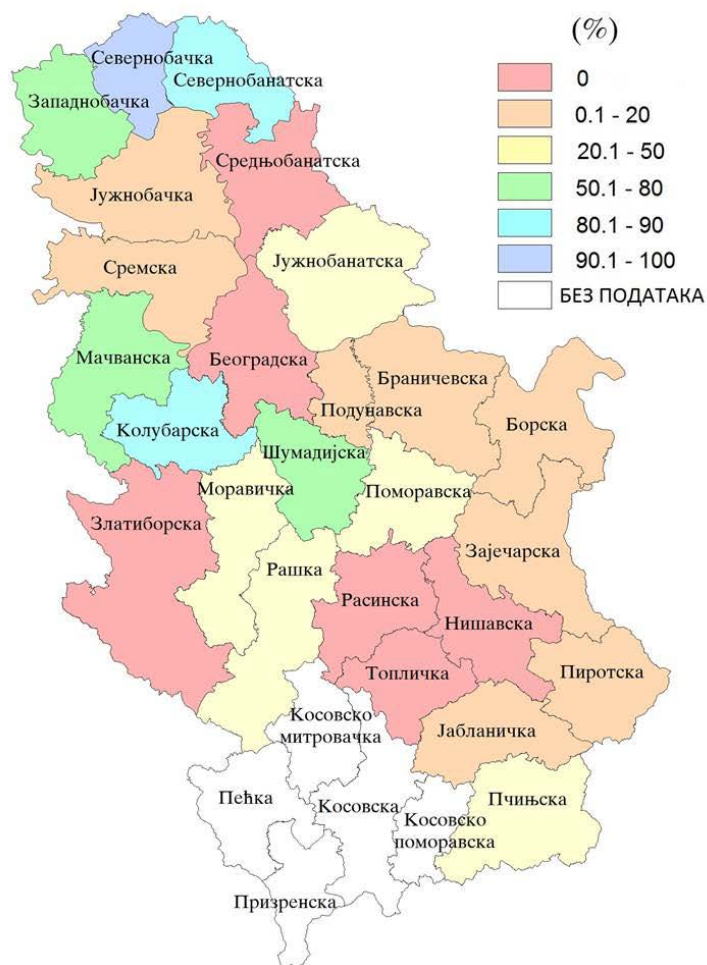 (%)
0
0.1 - 20
20.1 - 50
50.1 - 80
80.1 - 90
90.1 - 100
БЕЗ ПОДАТАКА
Севернобачка
Севернобанатска
Западнобачка
Средњобанатска
Јужнобачка
Јужнобанатска
Сремска
Мачванска
Београдска
Браничевска
Подунавска
Борска
Колубарска
Шумадијска
Моравичка
Поморавска
Златиборска
Зајечарска
Рашка
Расинска
Нишавска
Топличка
Пиротска
Косовско
митровачка
Јабланичка
Пећка
Косовска
Косовско
поморавска
Пчињска
Призренска